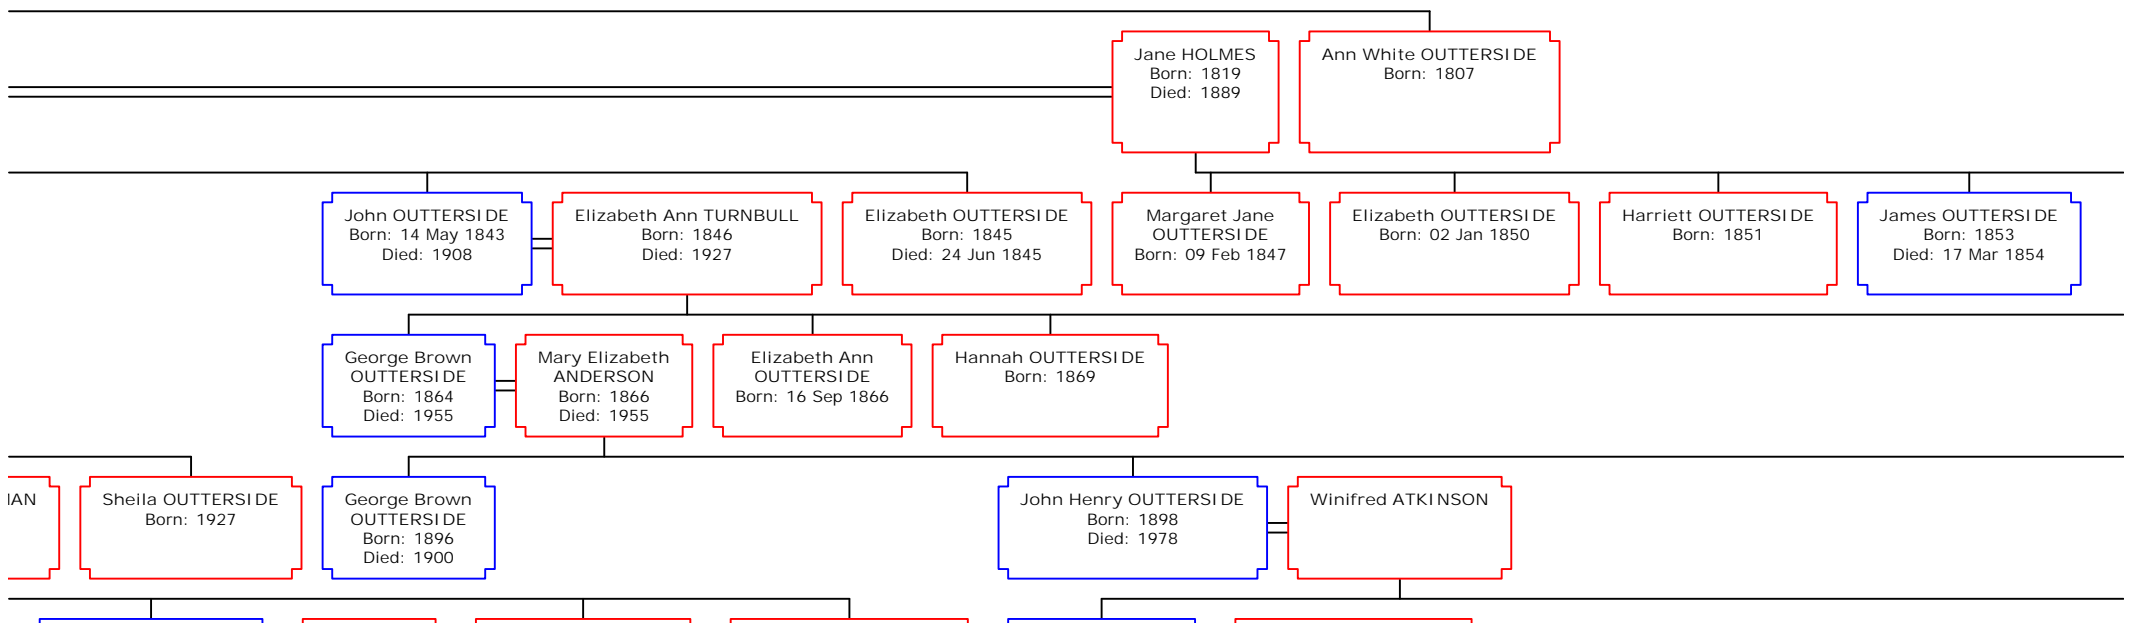 Jane HOLMES
Born: 1819
Died: 1889
Ann White OUTTERSIDE
Born: 1807
John OUTTERSIDE
Born: 14 May 1843
Died: 1908
Elizabeth Ann TURNBULL
Born: 1846
Died: 1927
Elizabeth OUTTERSIDE
Born: 1845
Died: 24 Jun 1845
Margaret Jane
OUTTERSIDE
Born: 09 Feb 1847
Elizabeth OUTTERSIDE
Born: 02 Jan 1850
Harriett OUTTERSIDE
Born: 1851
James OUTTERSIDE
Born: 1853
Died: 17 Mar 1854
George Brown
OUTTERSIDE
Born: 1864
Died: 1955
Mary Elizabeth
ANDERSON
Born: 1866
Died: 1955
Elizabeth Ann
OUTTERSIDE
Born: 16 Sep 1866
Hannah OUTTERSIDE
Born: 1869
Sheila OUTTERSIDE
Born: 1927
George Brown
OUTTERSIDE
Born: 1896
Died: 1900
John Henry OUTTERSIDE
Born: 1898
Died: 1978
Winifred ATKINSON